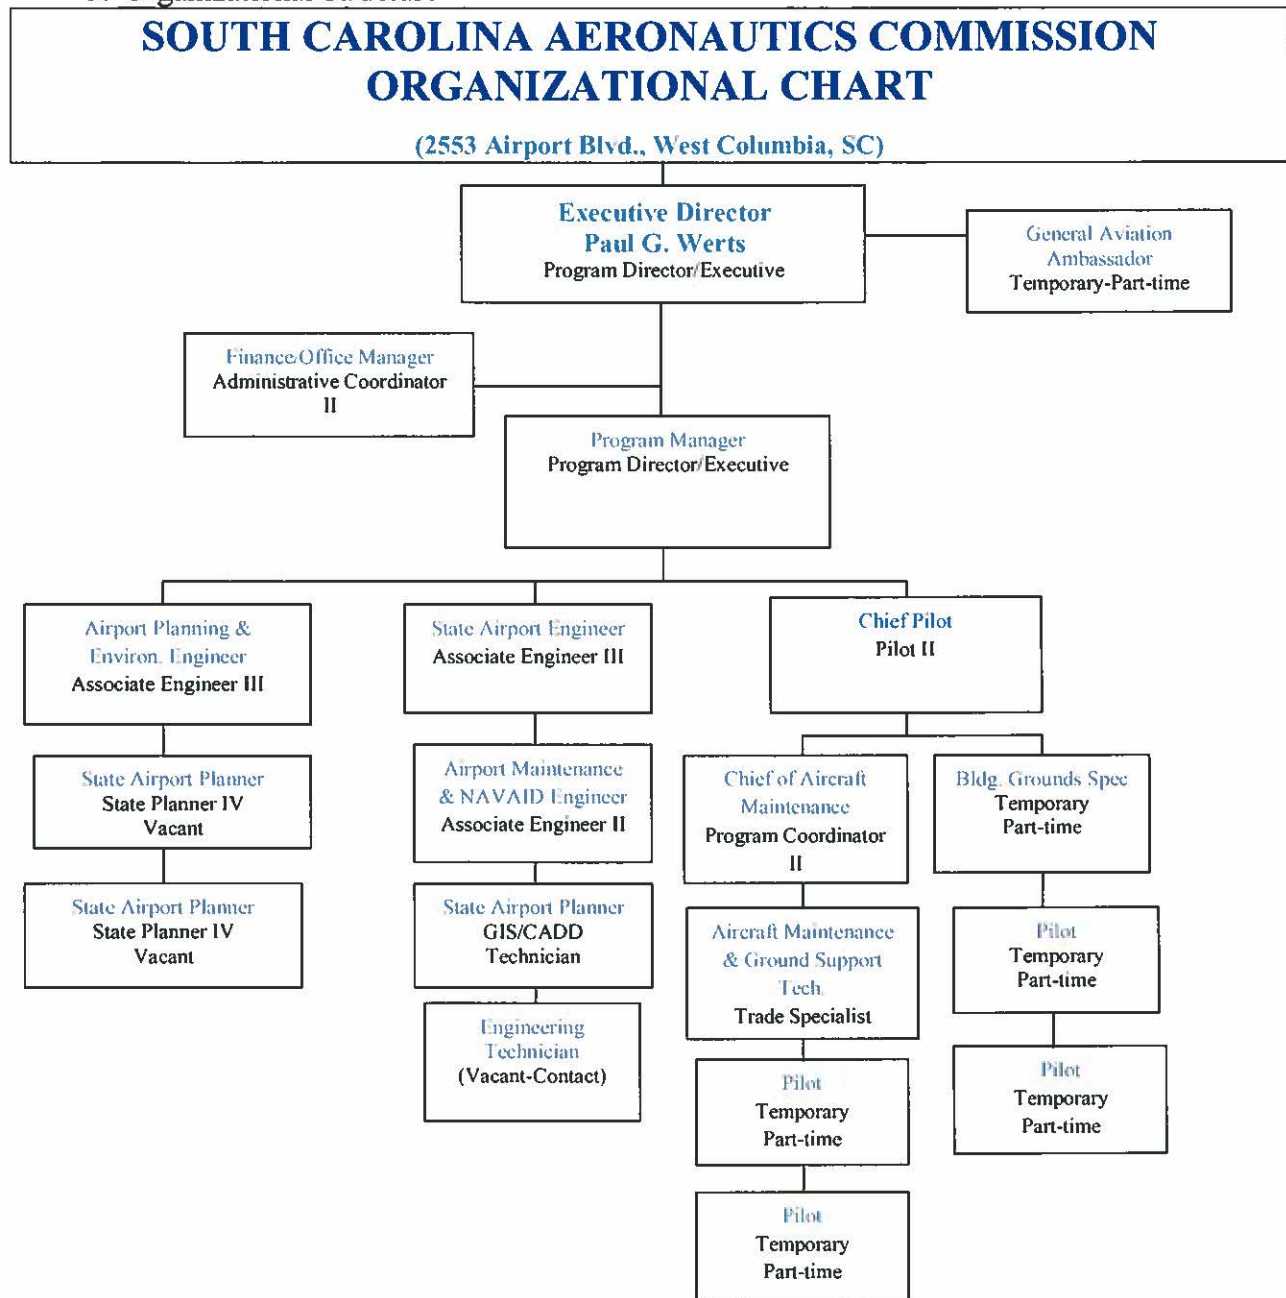 SOUTH CAROLINA AERONAUTICS COMMISSION
ORGANIZATIONAL CHART
(2553 Airport Blvd., West Columbia, SC)
Executive Director
Paul G. Werts
Program Director/Executive
General Aviation
Ambassador
Temporary-Part-time
Finance/Office Manager
Administrative Coordinator
II
Program Manager
Program Director/Executive
Airport Planning &
Environ. Engineer
Associate Engineer III
State Airport Engineer
Associate Engineer III
Chief Pilot
Pilot II
State Airport Planner
State Planner IV
Vacant
Airport Maintenance
& NAVAID Engineer
Associate Engineer II
Chief of Aircraft
Maintenance
Program Coordinator
II
Bldg. Grounds Spec
Temporary
Part-time
State Airport Planner
State Planner IV
Vacant
State Airport Planner
GIS/CADD
Technician
Aircraft Maintenance
& Ground Support
Tech.
Trade Specialist
Pilot
Temporary
Part-time
Engineering
Technician
(Vacant-Contact)
Pilot
Temporary
Part-time
Pilot
Temporary
Part-time
Pilot
Temporary
Part-time